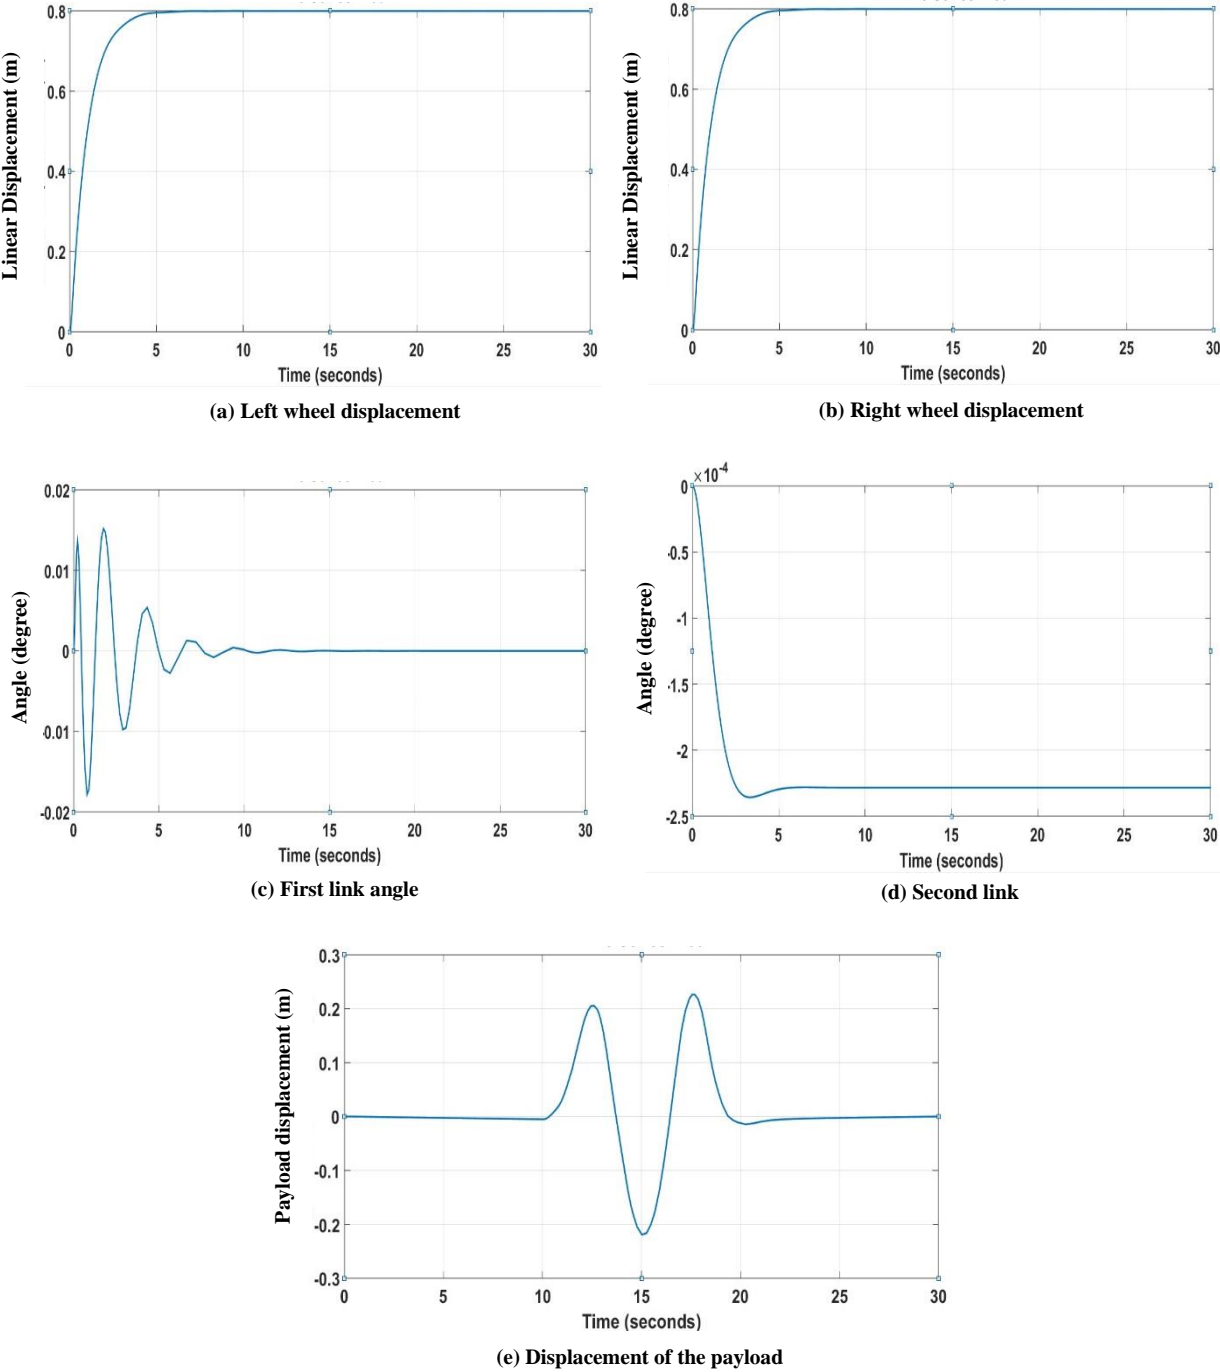 0.8
0.6
0.4
0.2
0
0 5 10 15 20 25 30
Linear Displacement (m)
Time (seconds)
(a) Left wheel displacement
0.8
0.6
0.4
0.2
0
0 5 10 15 20 25 30
Linear Displacement (m)
Time (seconds)
(b) Right wheel displacement
0.02
0.01
0
-0.01
-0.02
0 5 10 15 20 25 30
Angle (degree)
Time (seconds)
(c) First link angle
×10-4
0
-0.5
-1
-1.5
-2
-2.5
0 5 10 15 20 25 30
Angle (degree)
Time (seconds)
(d) Second link
0.3
0.2
0.1
0
-0.1
-0.2
-0.3
0 5 10 15 20 25 30
Payload displacement (m)
Time (seconds)
(e) Displacement of the payload